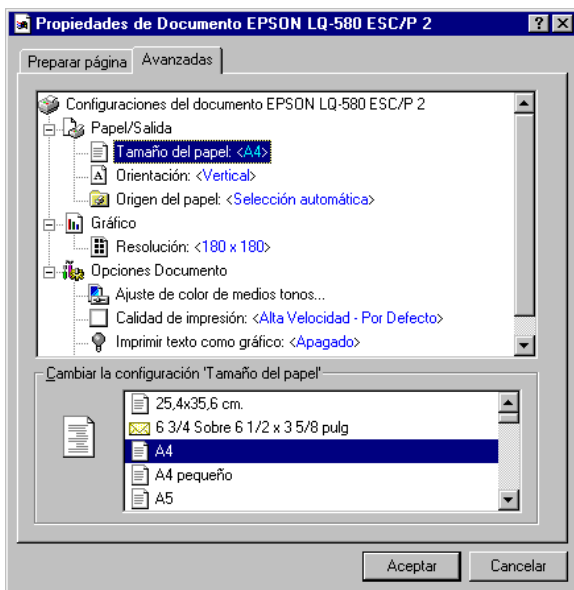 Propiedades de Documento EPSON LQ-580 ESC/P 2
Preparar página
Avanzadas
Configuraciones del documento EPSON LQ-580 ESC/P 2
Papel/Salida
Tamaño del papel: <A4>
Orientación: <Vertical>
Origen del papel: <Selección automática>
Gráfico
Resolución: <180 x 180>
Opciones Documento
Ajuste de color de medios tonos...
Calidad de impresión: <Alta Velocidad - Por Defecto>
Imprimir texto como gráfico: <Apagado>
Cambiar la configuración 'Tamaño del papel'
25,4x35,6 cm.
6 3/4 Sobre 6 1/2 x 3 5/8 pulg
A4
A4 pequeño
A5
Aceptar
Cancelar